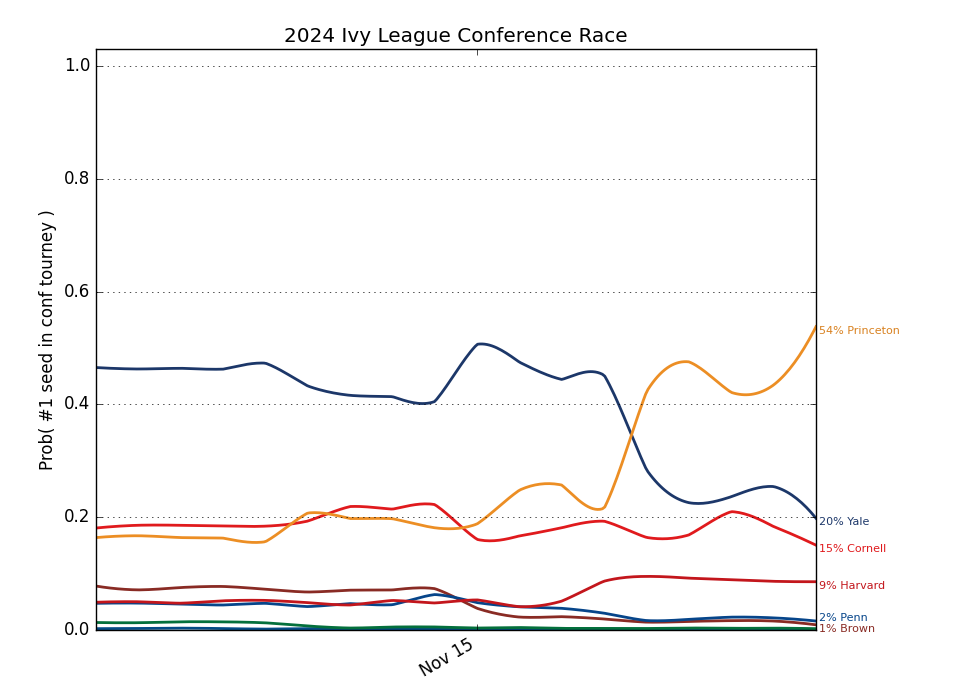 2024 Ivy League Conference Race
Prob( #1 seed in conf tourney )
1.0
0.8
0.6
0.4
0.2
0.0
Nov 15
54% Princeton
20% Yale
15% Cornell
9% Harvard
2% Penn
1% Brown